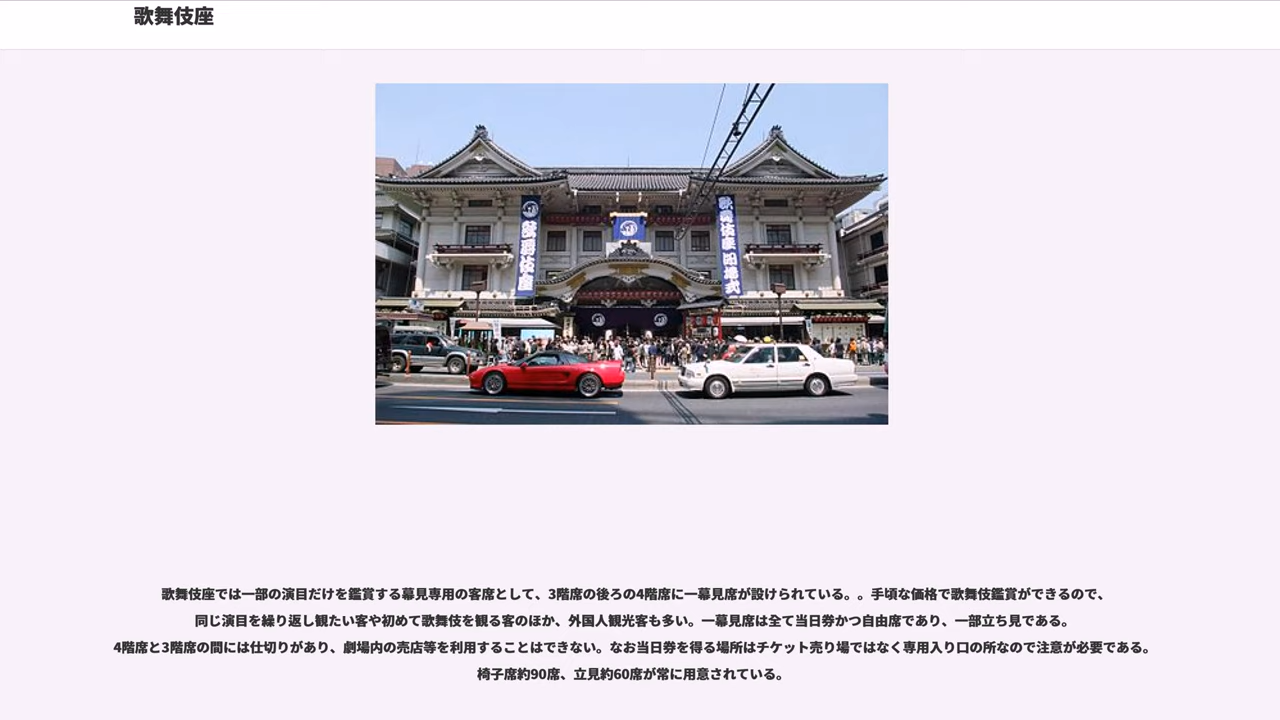 歌舞伎座
歌舞伎座
歌舞伎座
歌舞伎座では一部の演目だけを鑑賞する幕見専用の客席として、3階席の後ろの4階席に一幕見席が設けられている。。手頃な価格で歌舞伎鑑賞ができるので、
同じ演目を繰り返し観たい客や初めて歌舞伎を観る客のほか、外国人観光客も多い。一幕見席は全て当日券かつ自由席であり、一部立ち見である。
4階席と3階席の間には仕切りがあり、劇場内の売店等を利用することはできない。なお当日券を得る場所はチケット売り場ではなく専用入り口の所なので注意が必要である。
椅子席約90席、立見約60席が常に用意されている。